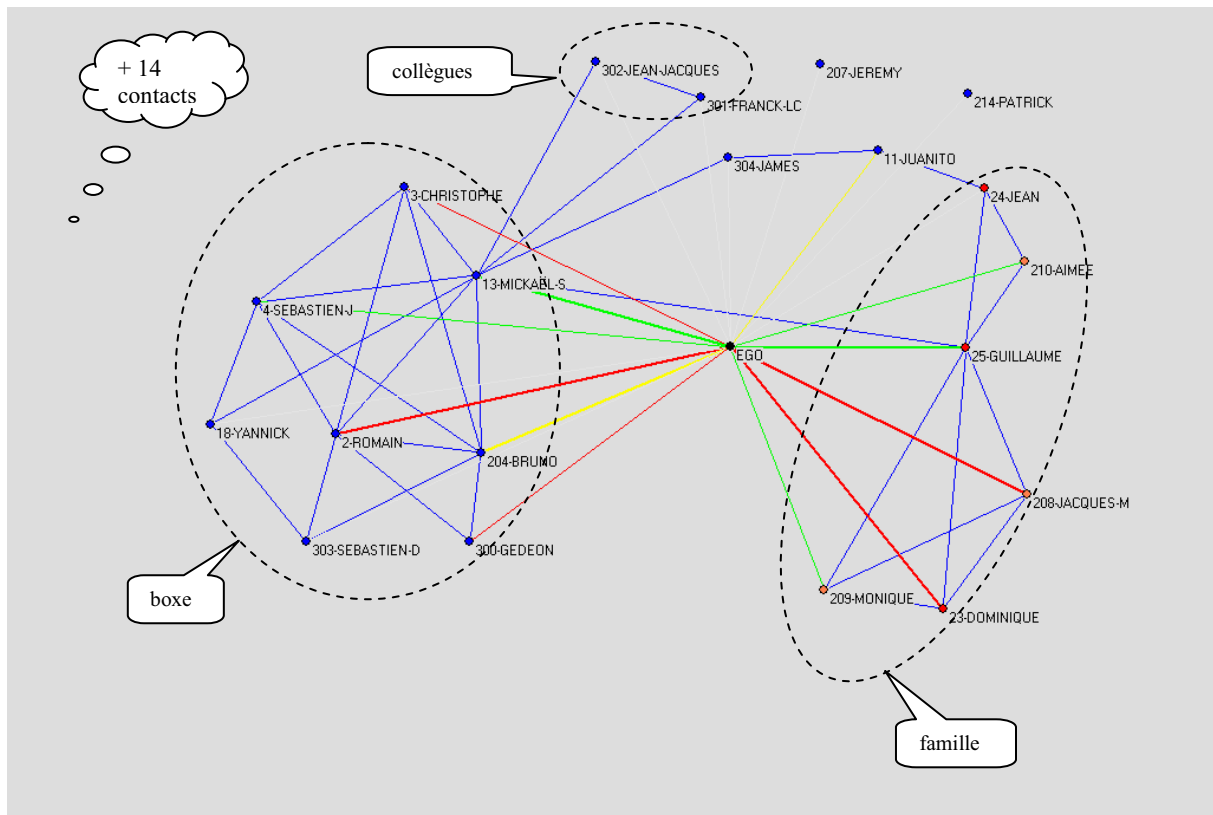 + 14
contacts
collègues
302-JEAN-JACQUES
207-JEREMY
301-FRANCK-LC
214-PATRICK
304-JAMES
11-JUANITO
3-CHRISTOPHE
24-JEAN
210-AIMEE
13-MICKAËL-S
4-SEBASTIEN-J
EGO
25-GUILLAUME
18-YANNICK
2-ROMAIN
204-BRUNO
208-JACQUES-M
303-SEBASTIEN-D
300-GEDEON
boxe
209-MONIQUE
23-DOMINIQUE
famille